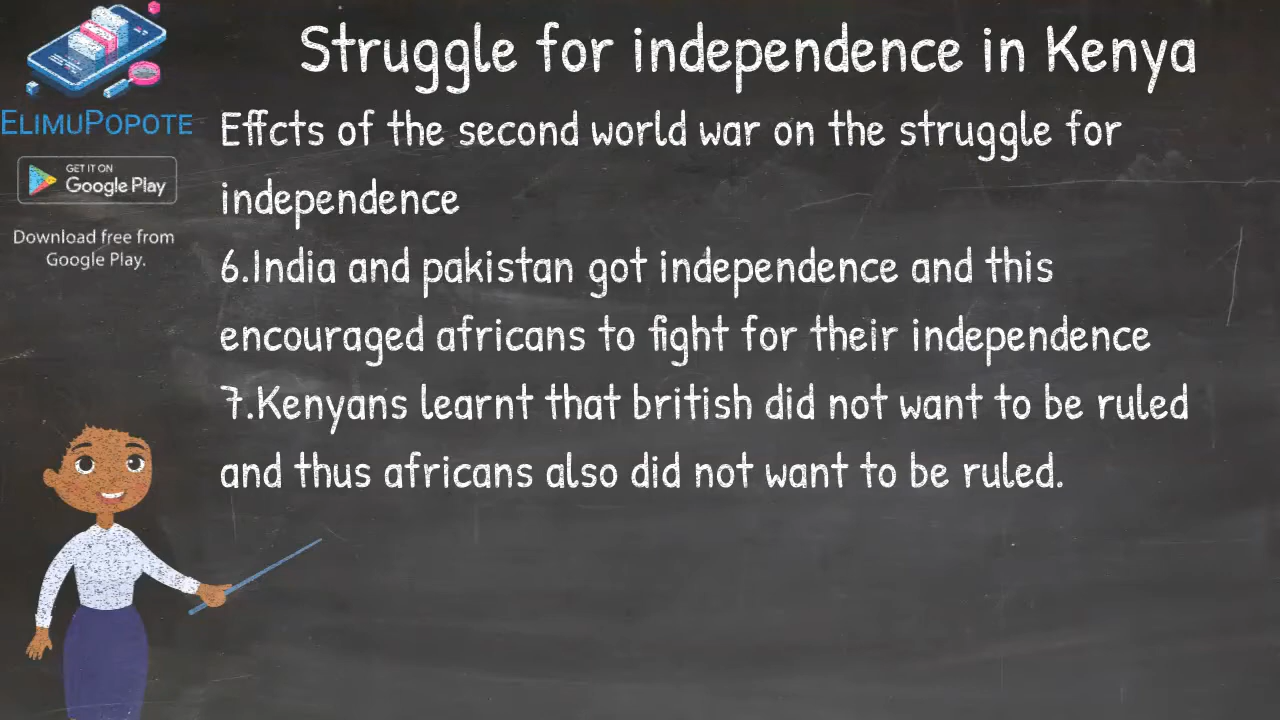 Struggle for independence in Kenya
ELIMUPOPOTE
GET IT ON
Google Play
Download free from
Google Play.
Effcts of the second world war on the struggle for
independence
6.India and pakistan got independence and this
encouraged africans to fight for their independence
7.Kenyans learnt that british did not want to be ruled
and thus africans also did not want to be ruled.